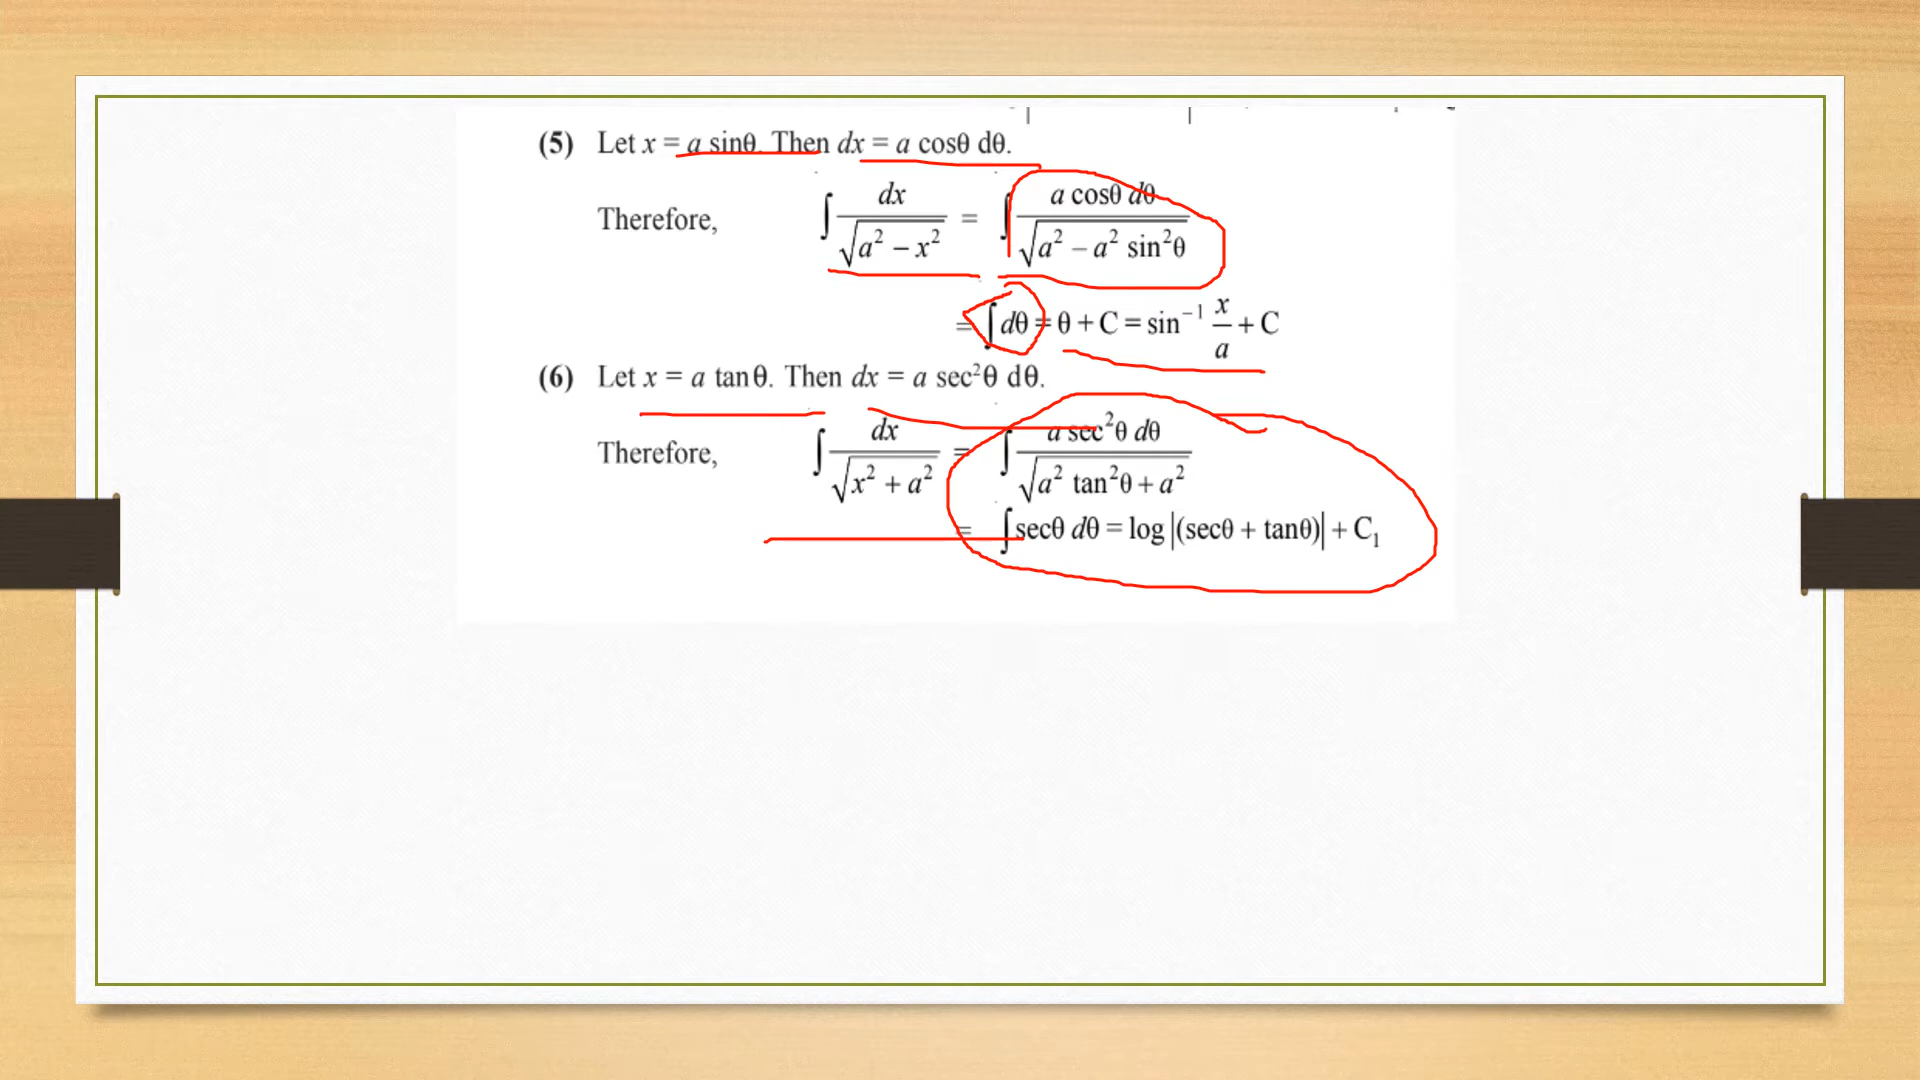 (5) Let x = a sinθ. Then dx = a cosθ dθ.
Therefore, ∫ dx / √(a² – x²) = ∫ a cosθ dθ / √(a² – a² sin²θ)
= ∫ dθ = θ + C = sin⁻¹ x/a + C
(6) Let x = a tanθ. Then dx = a sec²θ dθ.
Therefore, ∫ dx / √(x² + a²) = ∫ a sec²θ dθ / √(a² tan²θ + a²)
= ∫ secθ dθ = log |(secθ + tanθ)| + C₁